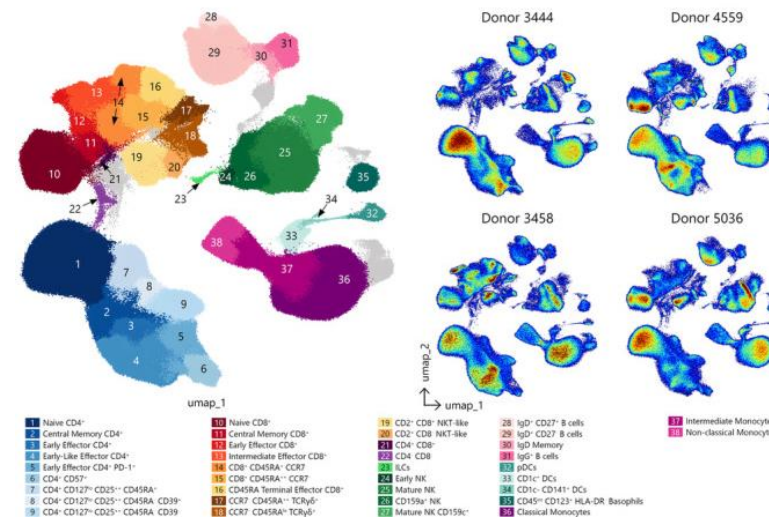 28
31
29
30
Donor 3444
Donor 4559
13
16
14
17
12
15
27
11
18
10
19
25
20
26
24
21
35
23
22
34
32
33
38
1
37
36
7
8
9
2
3
5
4
6
Donor 3458
Donor 5036
umap_2
umap_1
umap_1
1 Naive CD4⁺
2 Central Memory CD4⁺
3 Early Effector CD4⁺
4 Early-Like Effector CD4⁺
5 Early Effector CD4⁺ PD-1⁺
6 CD4⁺ CD57⁺
7 CD4⁺ CD127ˡᵒ CD25⁺⁺ CD45RA⁺
8 CD4⁺ CD127ˡᵒ CD25⁺⁺ CD45RA CD39⁺
9 CD4⁺ CD127ˡᵒ CD25⁺⁺ CD45RA CD39
10 Naive CD8⁺
11 Central Memory CD8⁺
12 Early Effector CD8⁺
13 Intermediate Effector CD8⁺
14 CD8⁺ CD45RA⁺ CCR7
15 CD8⁺ CD45RA⁺⁺ CCR7
16 CD45RA Terminal Effector CD8⁺
17 CCR7 CD45RA⁺⁺ TCRγδ⁺
18 CCR7 CD45RAˡᵒ TCRγδ⁺
19 CD2⁺ CD8⁺ NKT-like
20 CD2⁺ CD8 NKT-like
21 CD4⁺ CD8⁺
22 CD4 CD8
23 ILCs
24 Early NK
25 Mature NK
26 CD159a⁺ NK
27 Mature NK CD159c⁺
28 IgD⁺ CD27⁺ B cells
29 IgD⁺ CD27 B cells
30 IgD Memory
31 IgG⁺ B cells
32 pDCs
33 CD1c⁺ DCs
34 CD1c CD141⁺ DCs
35 CD45ˡᵒ CD123⁺ HLA-DR Basophils
36 Classical Monocytes
37 Intermediate Monocyte
38 Non-classical Monocyte